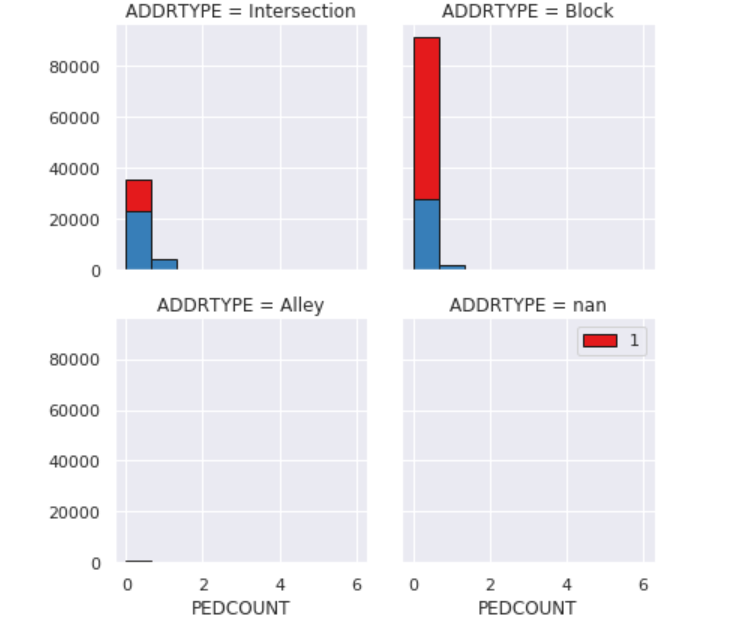 ADDRTYPE = Intersection
ADDRTYPE = Block
80000
60000
40000
20000
0
ADDRTYPE = Alley
ADDRTYPE = nan
1
80000
60000
40000
20000
0
0 2 4 6
0 2 4 6
PEDCOUNT
PEDCOUNT